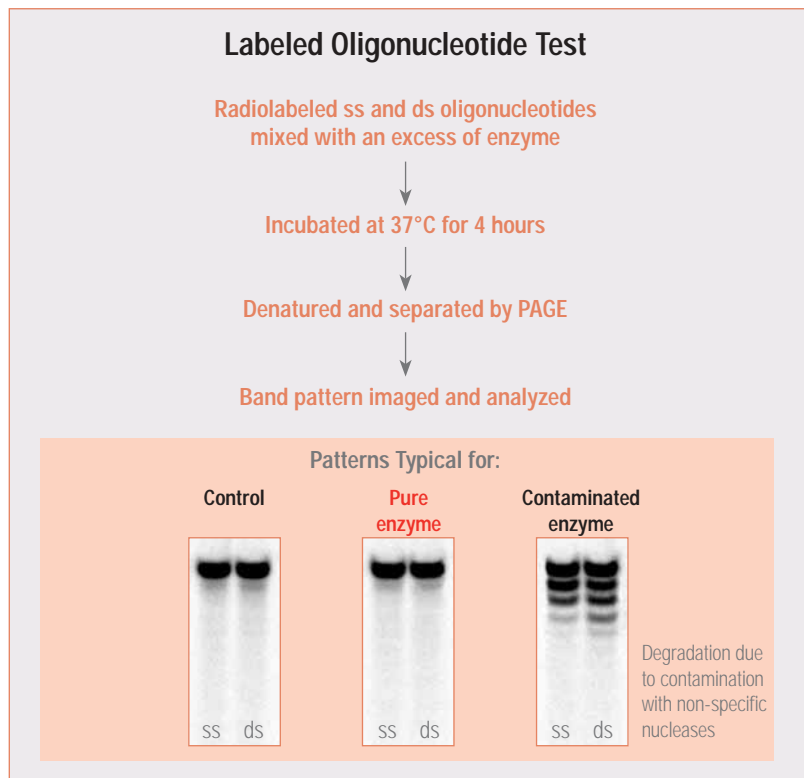 Labeled Oligonucleotide Test
Radiolabeled ss and ds oligonucleotides
mixed with an excess of enzyme
Incubated at 37°C for 4 hours
Denatured and separated by PAGE
Band pattern imaged and analyzed
Patterns Typical for:
Control
Pure
enzyme
Contaminated
enzyme
ss ds
ss ds
ss ds
Degradation due
to contamination
with non-specific
nucleases